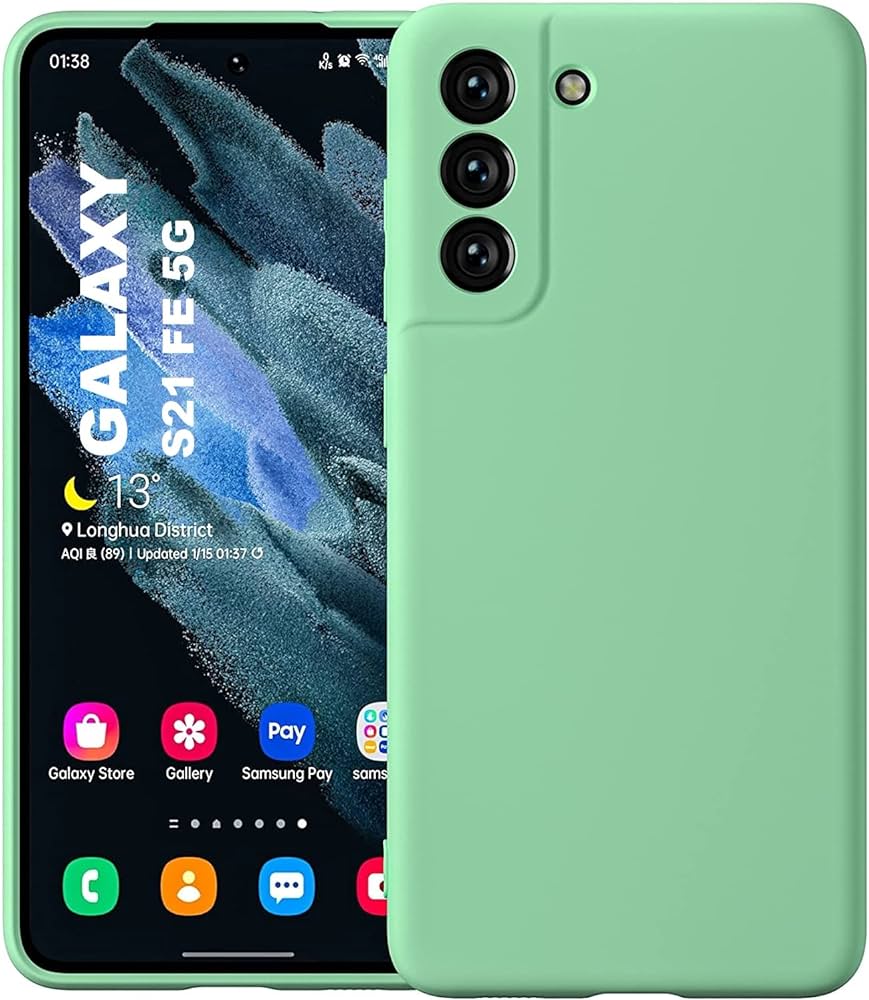 01:38
K/s
GALAXY
S21 FE 5G
13°
Longhua District
AQI 良 (89) | Updated 1/15 01:37
Pay
Galaxy Store
Gallery
Samsung Pay
sams